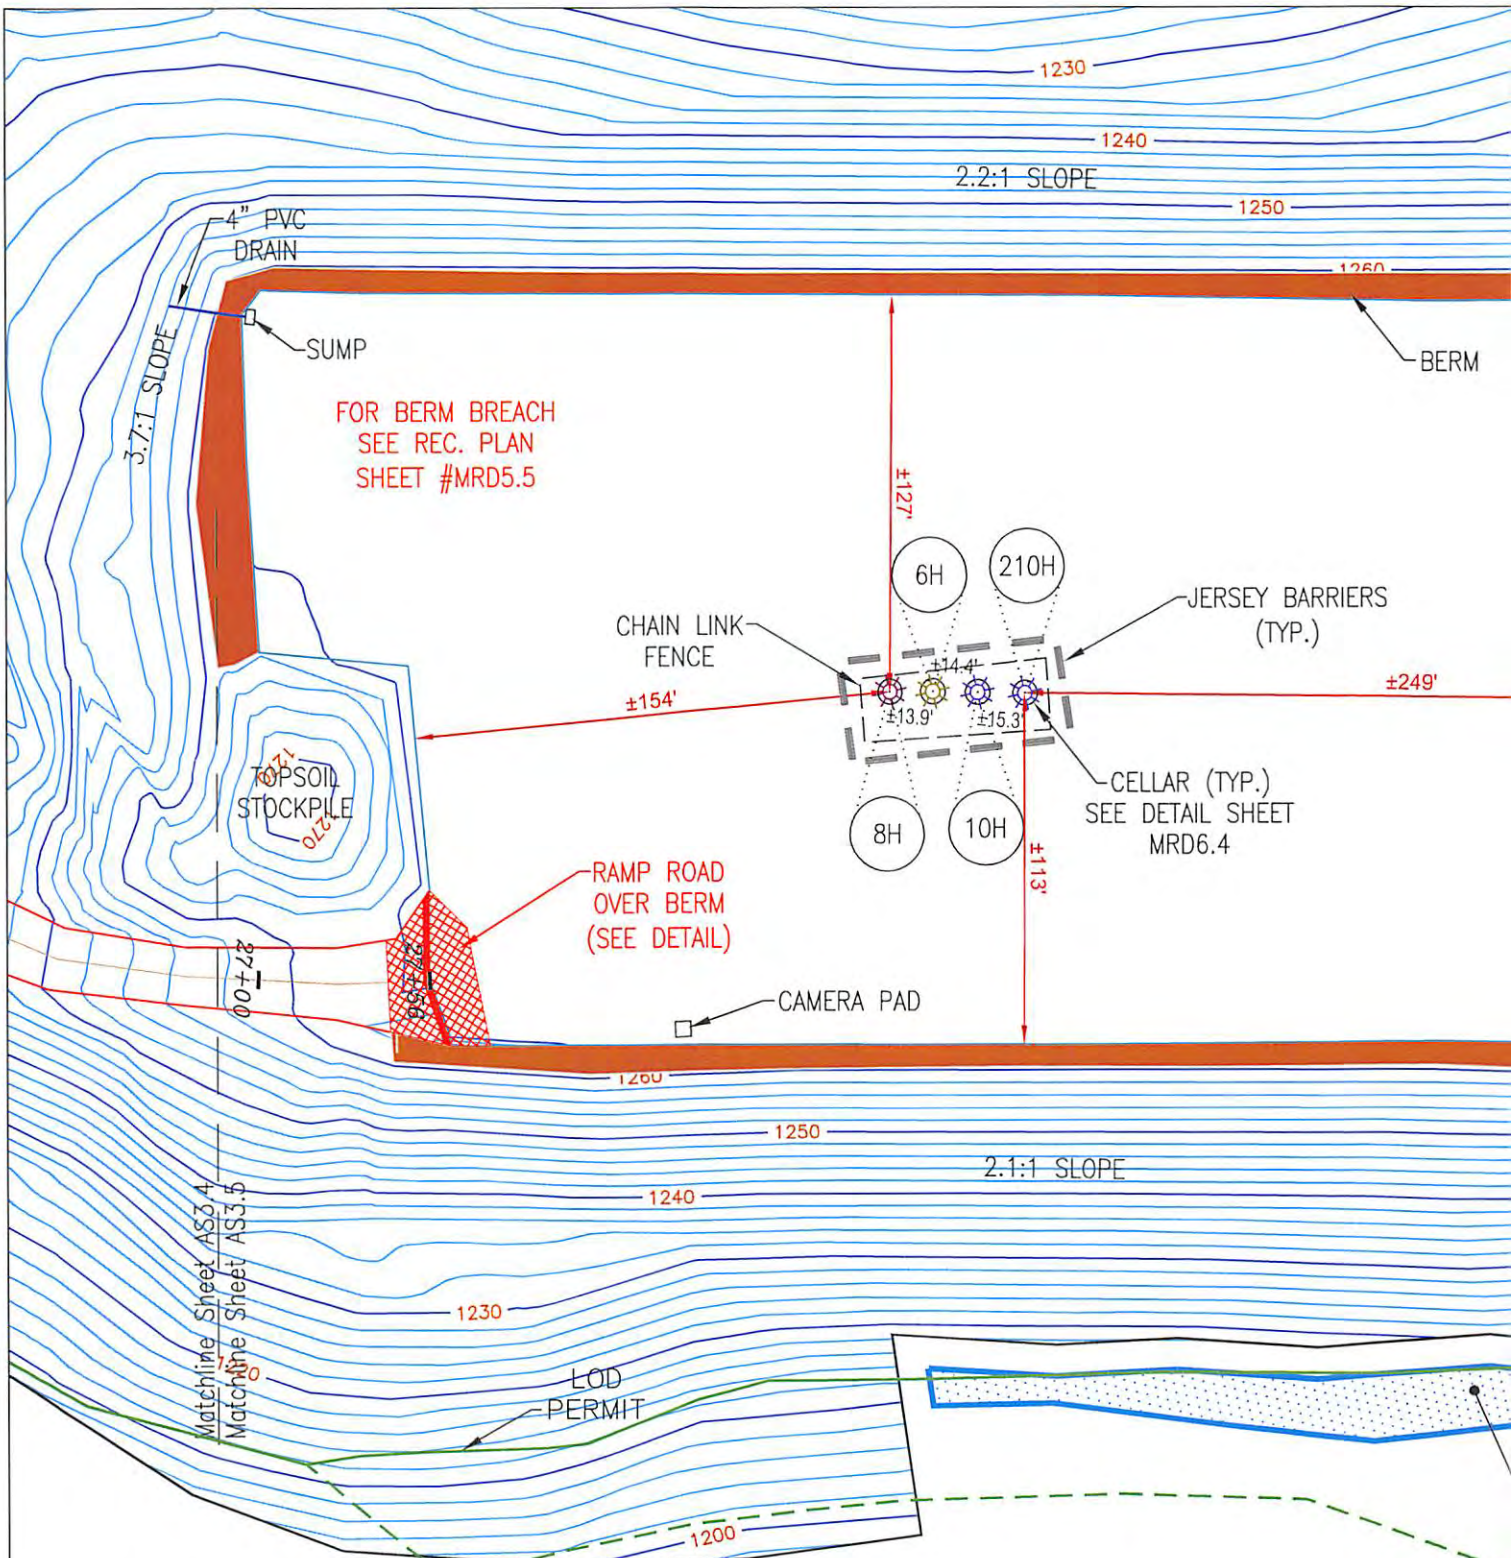 1230
1240
2.2:1 SLOPE
1250
4" PVC
DRAIN
1260
SUMP
BERM
3.7:1 SLOPE
FOR BERM BREACH
SEE REC. PLAN
SHEET #MRD5.5
±127'
6H
210H
JERSEY BARRIERS
(TYP.)
CHAIN LINK
FENCE
±14.4'
±154'
±249'
±13.9'
±15.3'
1270
TOPSOIL
STOCKPILE
1270
CELLAR (TYP.)
SEE DETAIL SHEET
MRD6.4
8H
10H
±113'
RAMP ROAD
OVER BERM
(SEE DETAIL)
27+00
27+56
CAMERA PAD
1260
1250
2.1:1 SLOPE
1240
Matchline Sheet AS3.4
Matchline Sheet AS3.5
1230
1220
LOD
PERMIT
1200